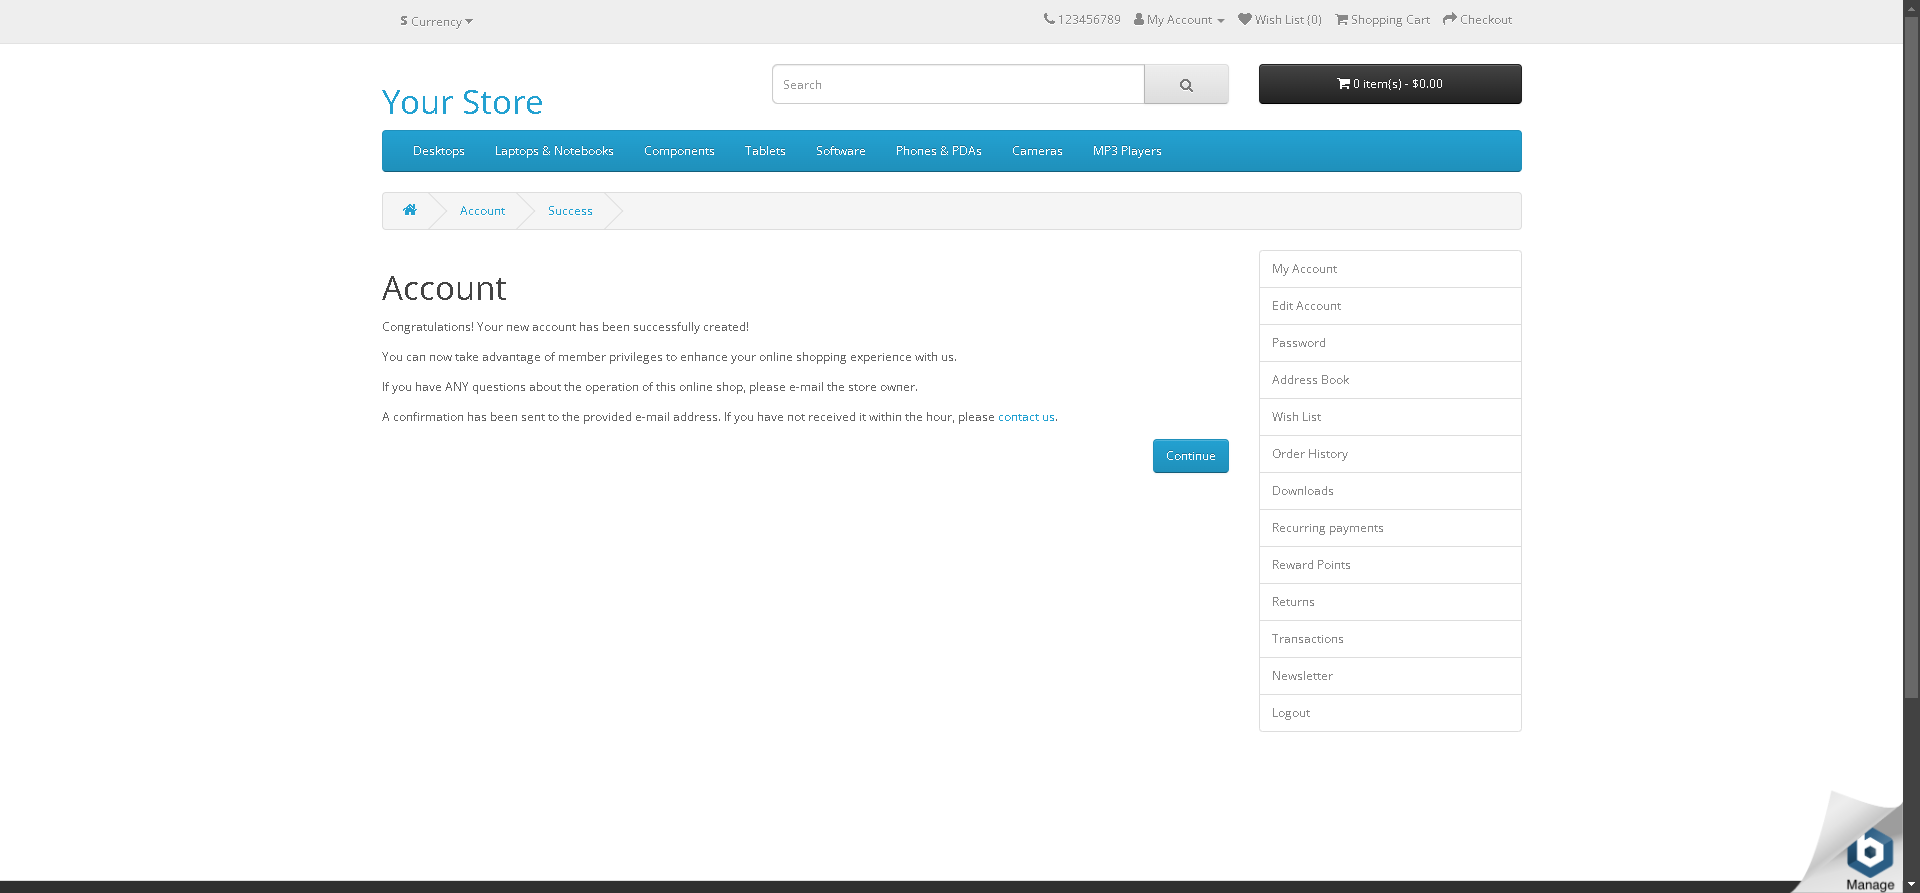 $ Currency
123456789 My Account Wish List (0) Shopping Cart Checkout
Your Store
Search
0 item(s) - $0.00
Desktops Laptops & Notebooks Components Tablets Software Phones & PDAs Cameras MP3 Players
Account Success
Account
Congratulations! Your new account has been successfully created!
You can now take advantage of member privileges to enhance your online shopping experience with us.
If you have ANY questions about the operation of this online shop, please e-mail the store owner.
A confirmation has been sent to the provided e-mail address. If you have not received it within the hour, please contact us.
Continue
My Account
Edit Account
Password
Address Book
Wish List
Order History
Downloads
Recurring payments
Reward Points
Returns
Transactions
Newsletter
Logout
Manage